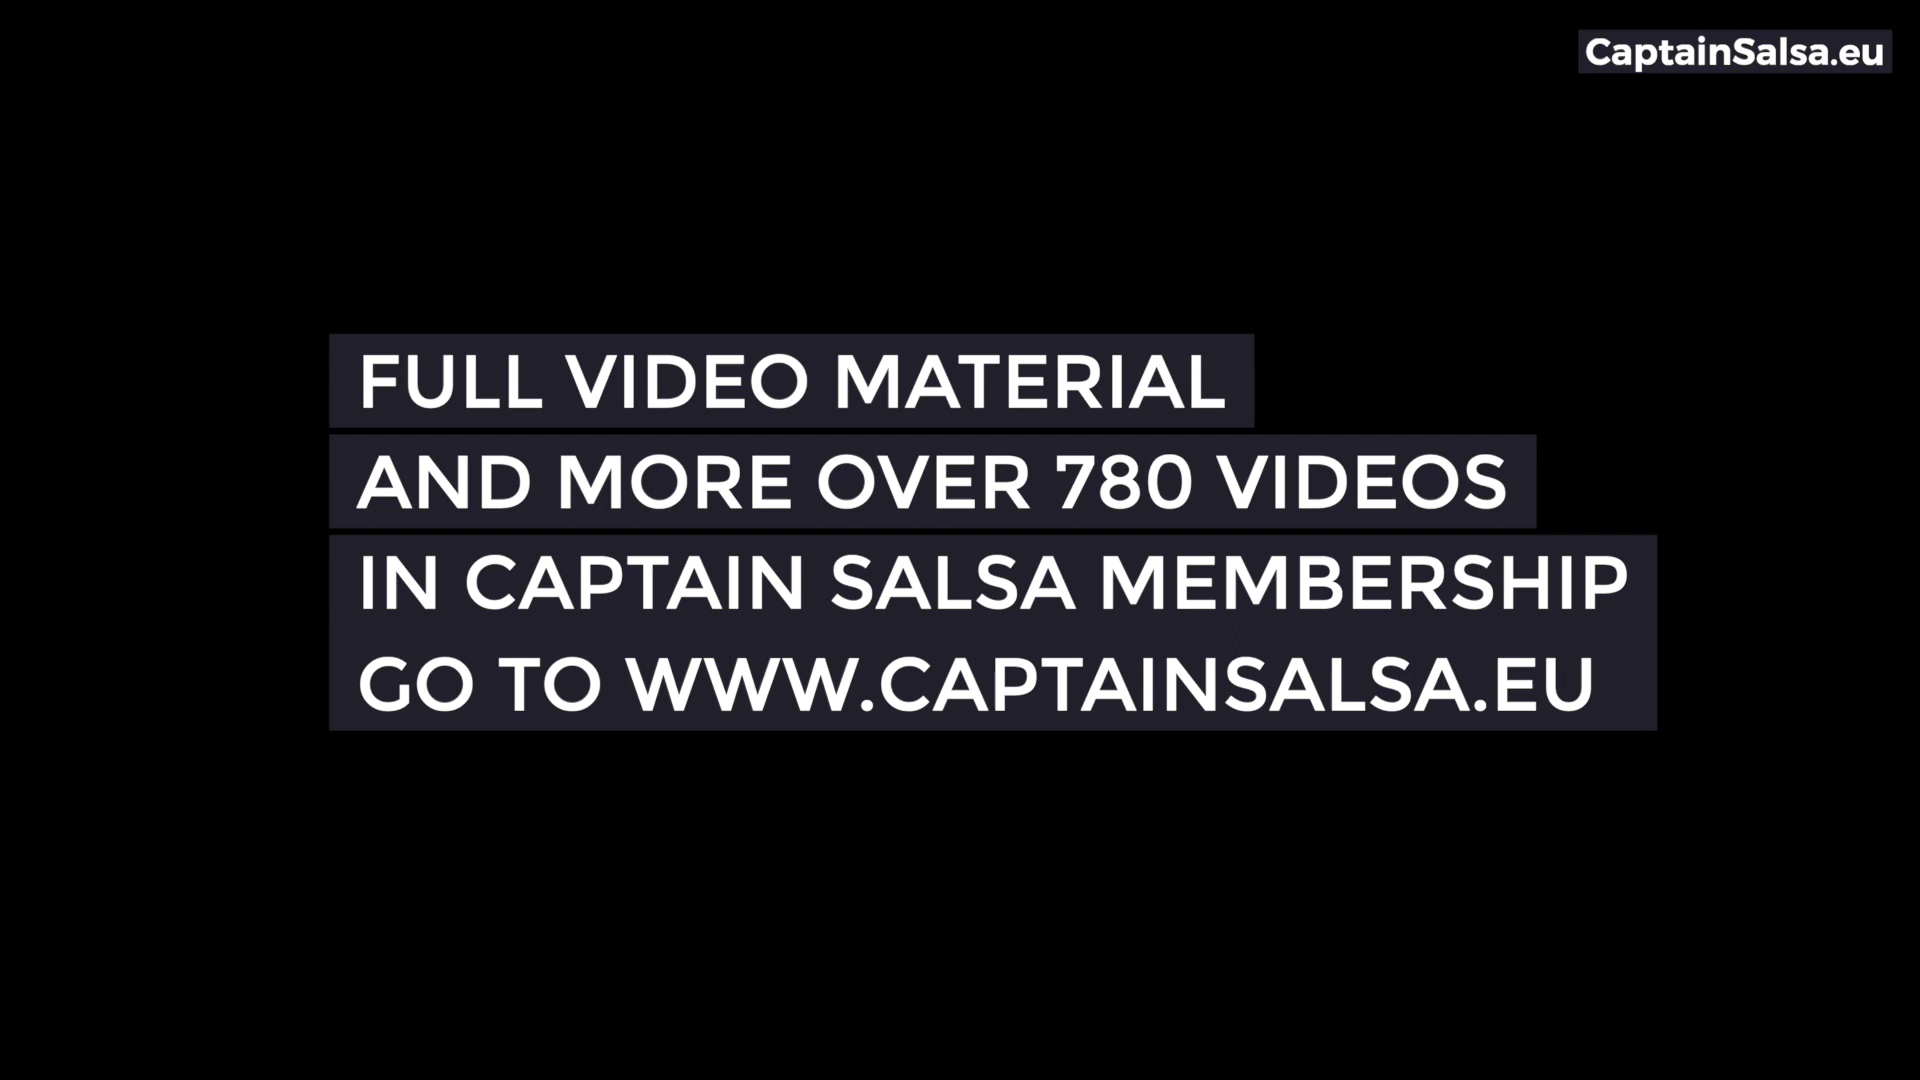 CaptainSalsa.eu
FULL VIDEO MATERIAL
AND MORE OVER 780 VIDEOS
IN CAPTAIN SALSA MEMBERSHIP
GO TO WWW.CAPTAINSALSA.EU